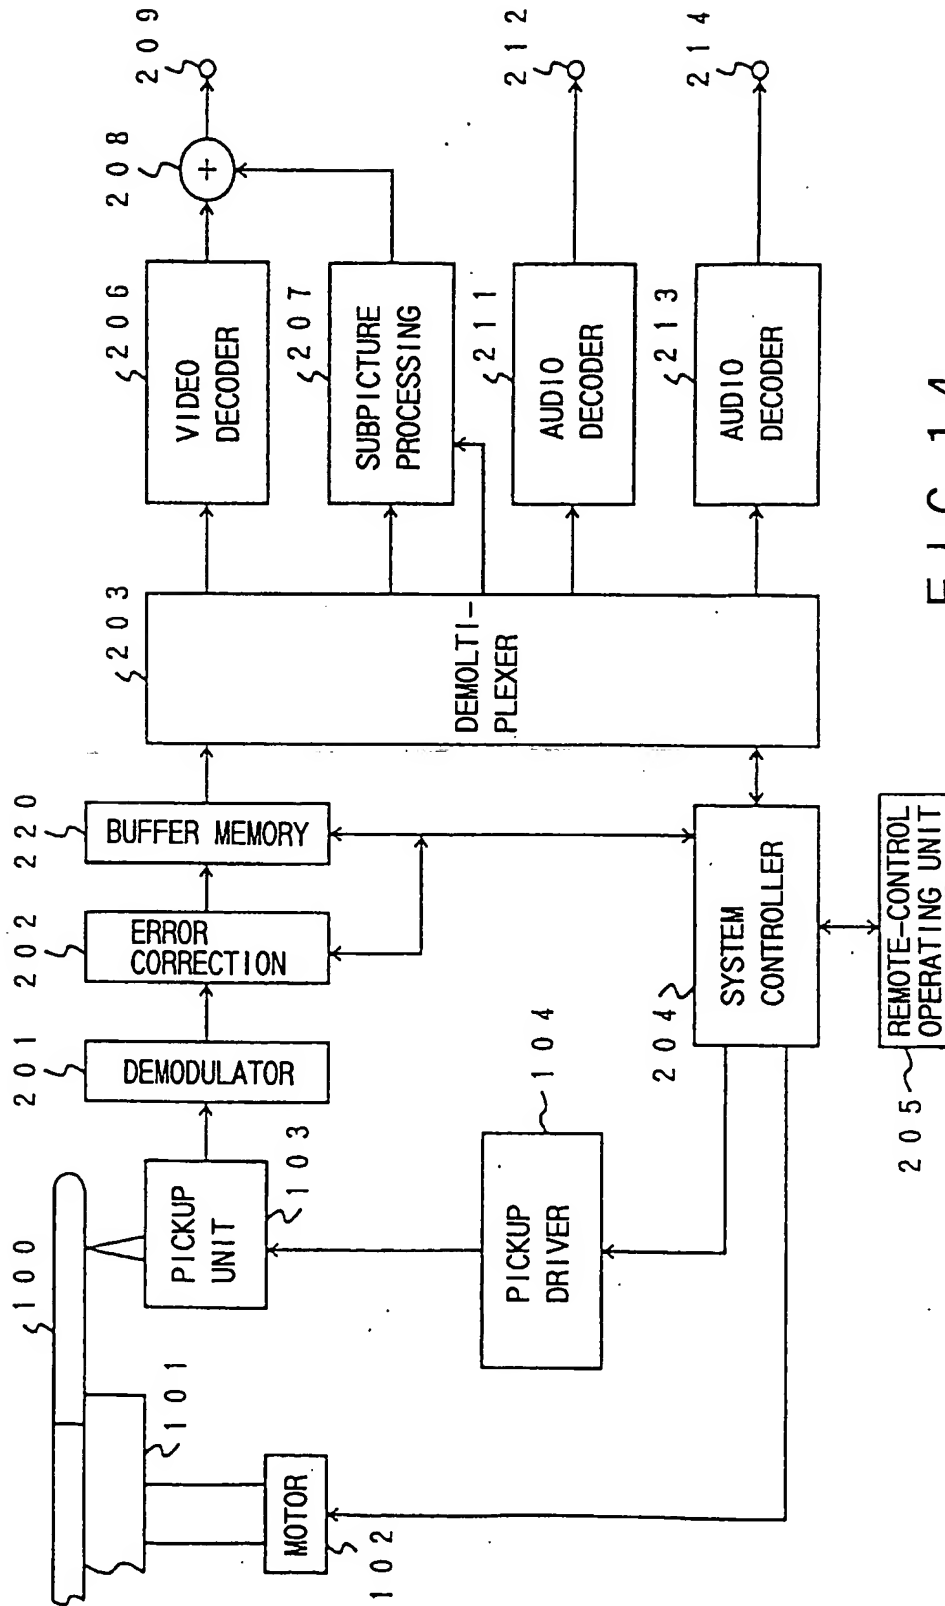 100
101
MOTOR
102
PICKUP
UNIT
103
PICKUP
DRIVER
104
201
DEMODULATOR
202
ERROR
CORRECTION
220
BUFFER MEMORY
203
DEMOLTI-
PLEXER
204
SYSTEM
CONTROLLER
205
REMOTE-CONTROL
OPERATING UNIT
206
VIDEO
DECODER
207
SUBPICTURE
PROCESSING
211
AUDIO
DECODER
213
AUDIO
DECODER
208
+
209
212
214
FIG. 14